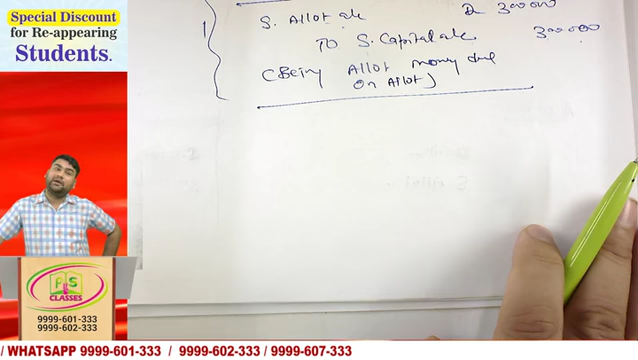 Special Discount
for Re-appearing
Students.
S. Allot a/c Dr 300000
To S. Capital a/c 300000
(Being Allot money due
on Allot)
PS
CLASSES
9999-601-333
9999-602-333
/ WHATSAPP 9999-601-333 / 9999-602-333 / 9999-607-333